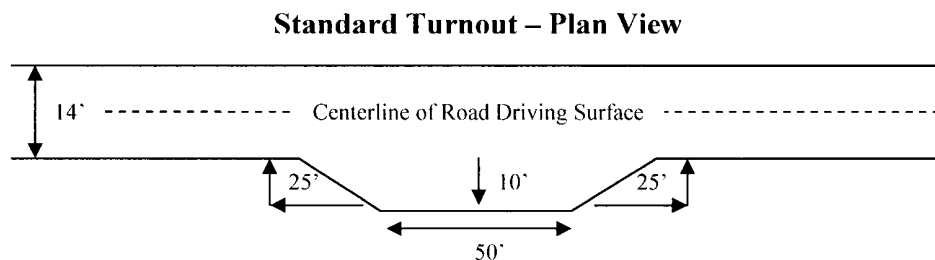 Standard Turnout – Plan View
14' Centerline of Road Driving Surface
25' 10' 25'
50'